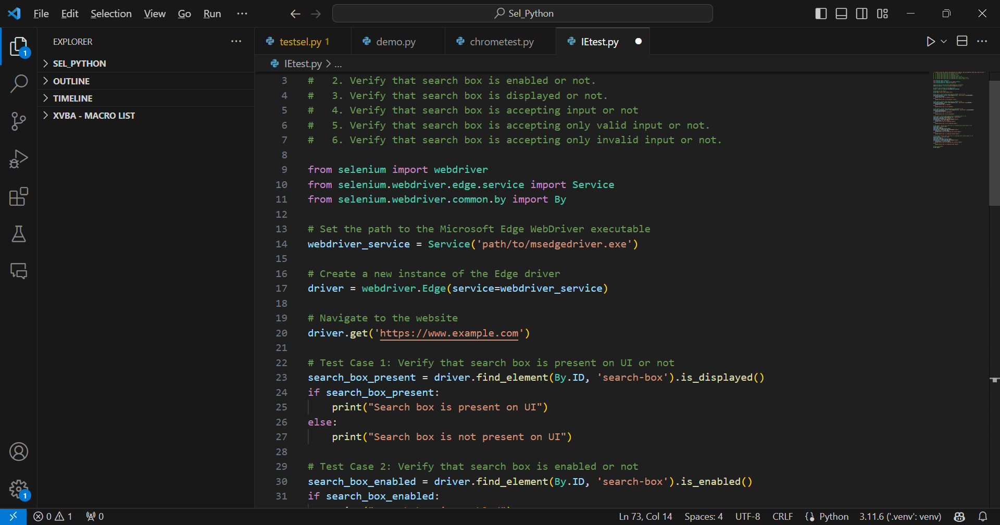 File Edit Selection View Go Run ...
Sel_Python
EXPLORER
SEL_PYTHON
OUTLINE
TIMELINE
XVBA - MACRO LIST
1
1
testsel.py 1
demo.py
chrometest.py
IEtest.py
IEtest.py > ...
3 #   2. Verify that search box is enabled or not.
4 #   3. Verify that search box is displayed or not.
5 #   4. Verify that search box is accepting input or not
6 #   5. Verify that search box is accepting only valid input or not.
7 #   6. Verify that search box is accepting only invalid input or not.
8
9 from selenium import webdriver
10 from selenium.webdriver.edge.service import Service
11 from selenium.webdriver.common.by import By
12
13 # Set the path to the Microsoft Edge WebDriver executable
14 webdriver_service = Service('path/to/msedgedriver.exe')
15
16 # Create a new instance of the Edge driver
17 driver = webdriver.Edge(service=webdriver_service)
18
19 # Navigate to the website
20 driver.get('https://www.example.com')
21
22 # Test Case 1: Verify that search box is present on UI or not
23 search_box_present = driver.find_element(By.ID, 'search-box').is_displayed()
24 if search_box_present:
25     print("Search box is present on UI")
26 else:
27     print("Search box is not present on UI")
28
29 # Test Case 2: Verify that search box is enabled or not
30 search_box_enabled = driver.find_element(By.ID, 'search-box').is_enabled()
31 if search_box_enabled:
0 1 0 Ln 73, Col 14 Spaces: 4 UTF-8 CRLF Python 3.11.6 ('.venv': venv)